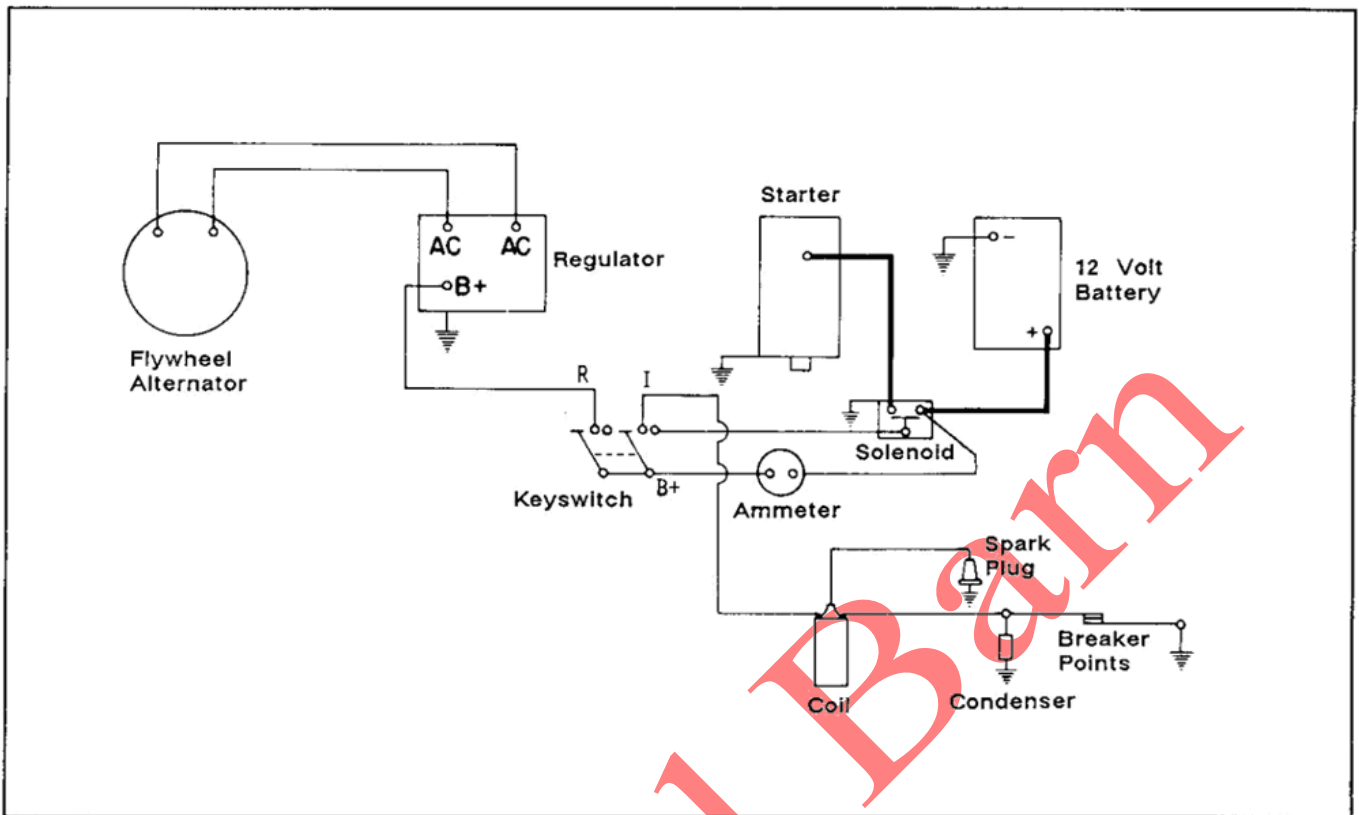 Starter
AC AC
Regulator
B+
-
12 Volt
Battery
+
Flywheel
Alternator
R I
Solenoid
Keyswitch
B+
Ammeter
Spark
Plug
Breaker
Points
Coil
Condenser
d Barn